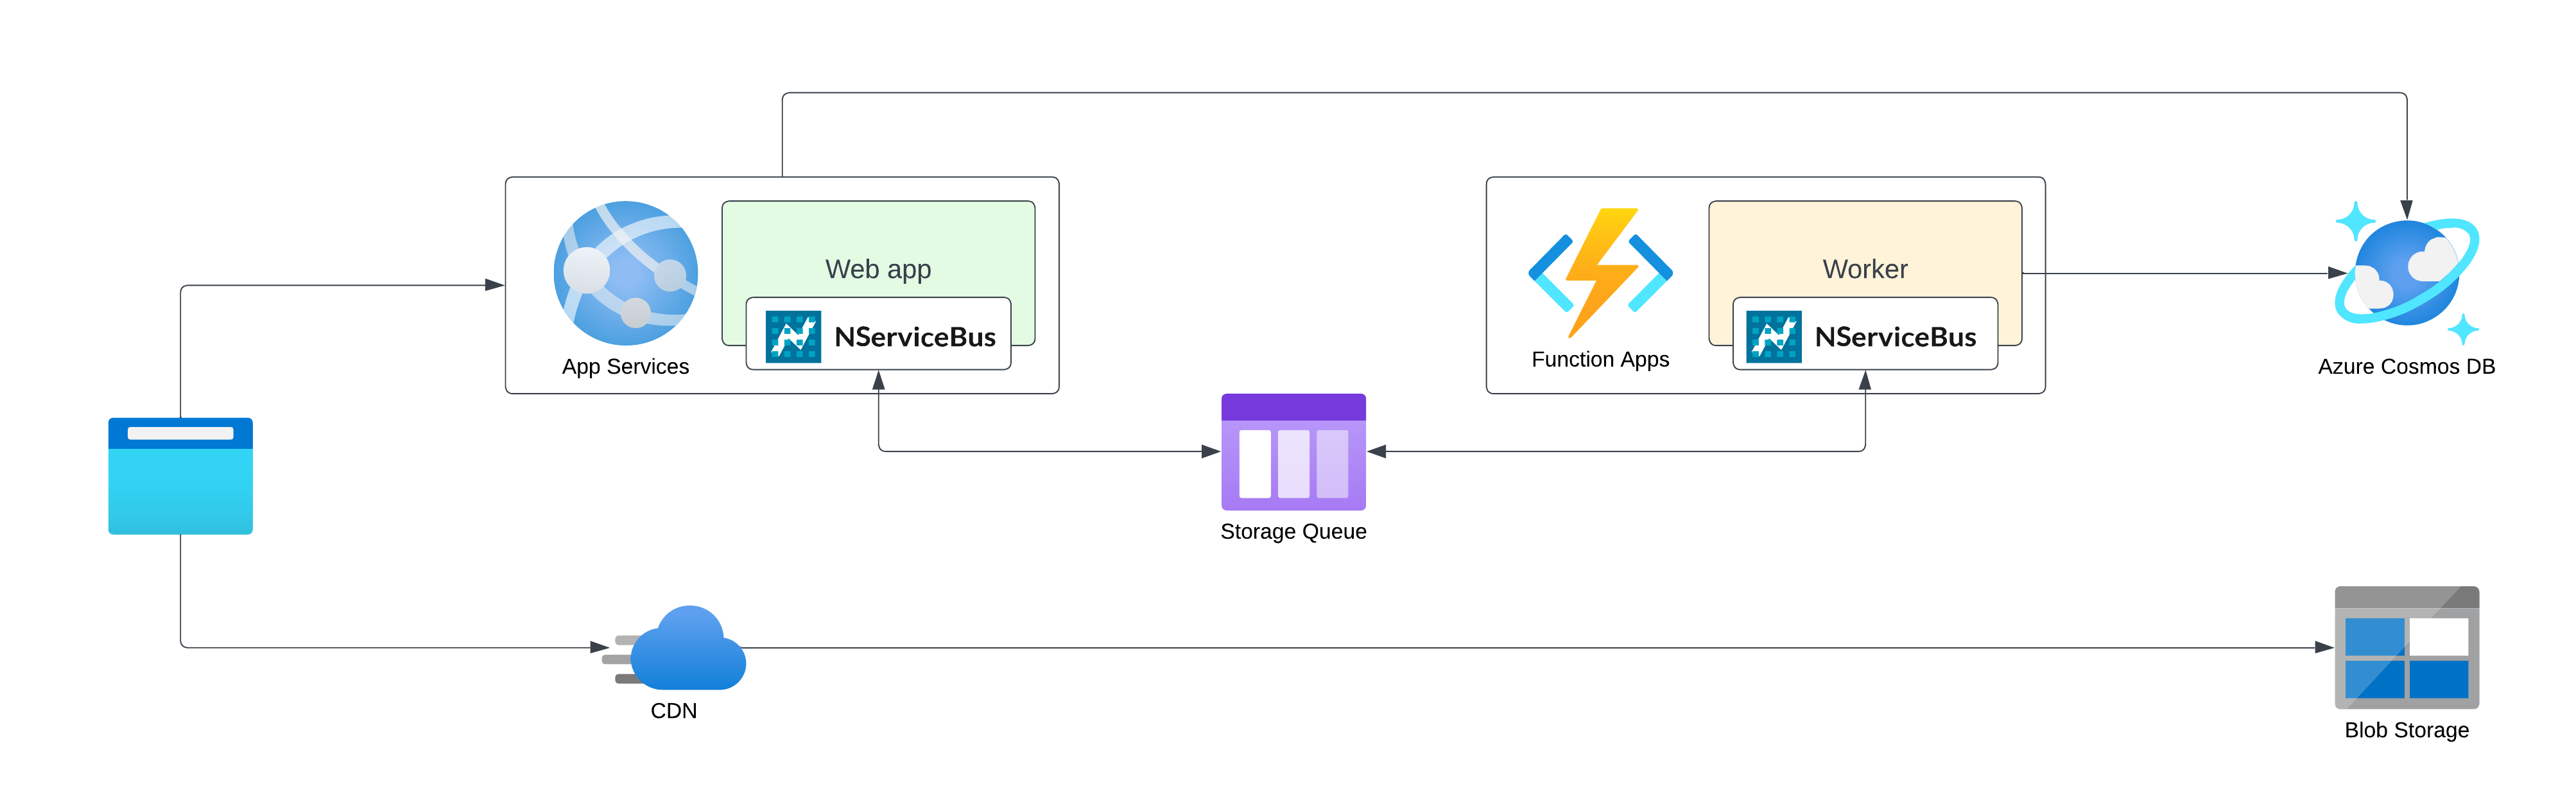 Web app
NServiceBus
App Services
Worker
NServiceBus
Function Apps
Azure Cosmos DB
Storage Queue
CDN
Blob Storage